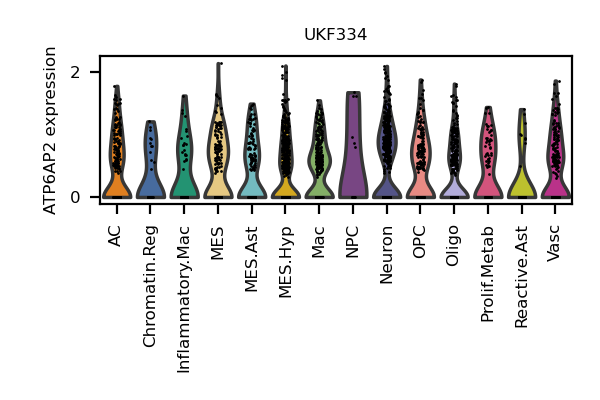 UKF334
ATP6AP2 expression
2
0
AC
Chromatin.Reg
Inflammatory.Mac
MES
MES.Ast
MES.Hyp
Mac
NPC
Neuron
OPC
Oligo
Prolif.Metab
Reactive.Ast
Vasc